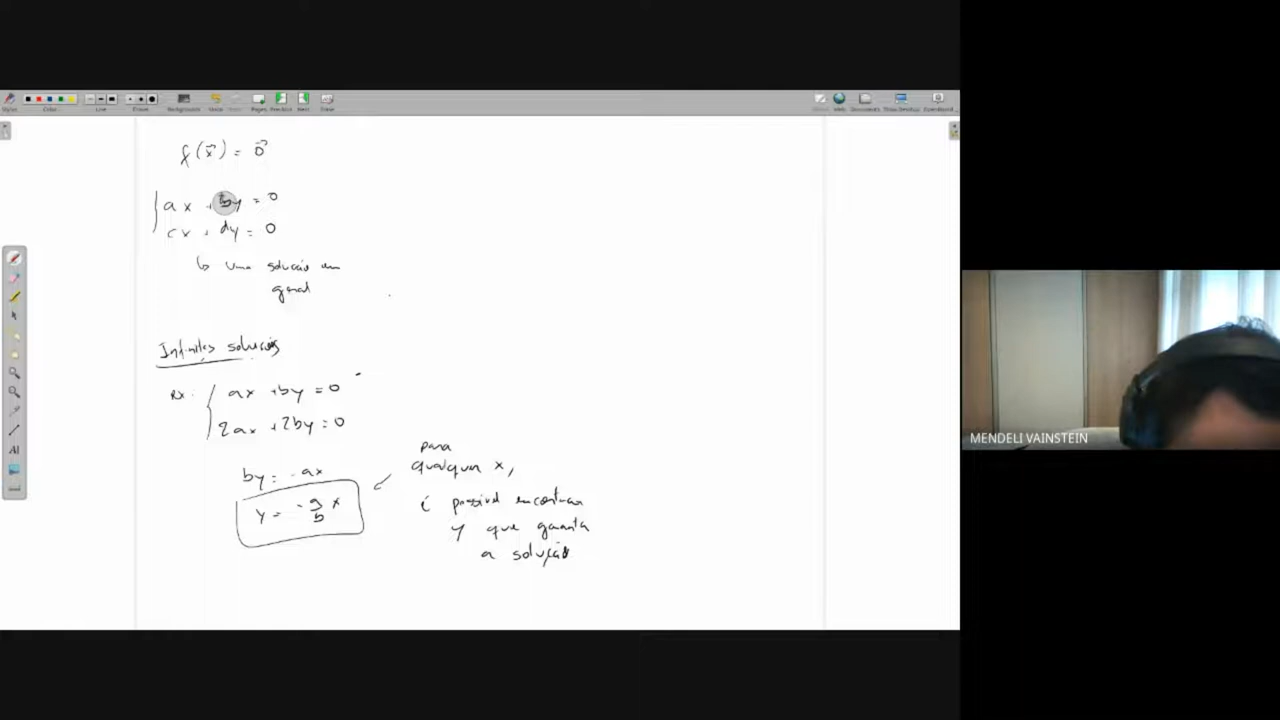 f(x⃗) = 0⃗
ax + by = 0
cx + dy = 0
↳ Uma solução em
geral
Infinitas soluções
ax + by = 0
2ax + 2by = 0
by = -ax
y = -a/b x
para
qualquer x,
é possível encontrar
y que garanta
a solução
MENDELI VAINSTEIN